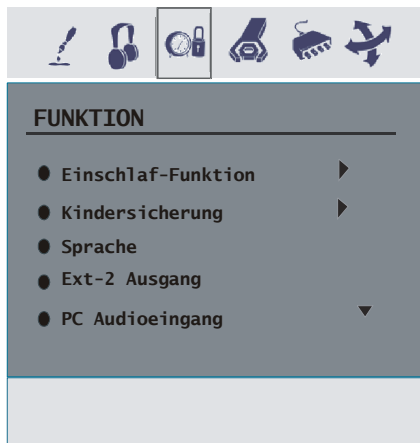 FUNKTION
Einschlaf-Funktion
Kindersicherung
Sprache
Ext-2 Ausgang
PC Audioeingang